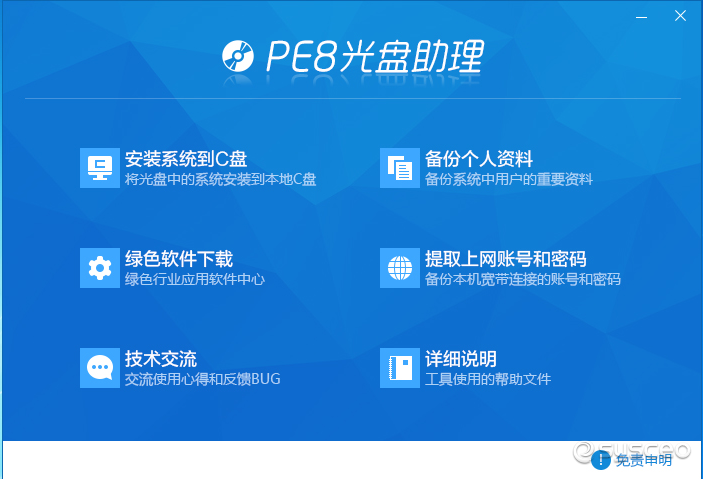 PE8光盘助理
安装系统到C盘
将光盘中的系统安装到本地C盘
备份个人资料
备份系统中用户的重要资料
绿色软件下载
绿色行业应用软件中心
提取上网账号和密码
备份本机宽带连接的账号和密码
技术交流
交流使用心得和反馈BUG
详细说明
工具使用的帮助文件
sysceo
免责申明